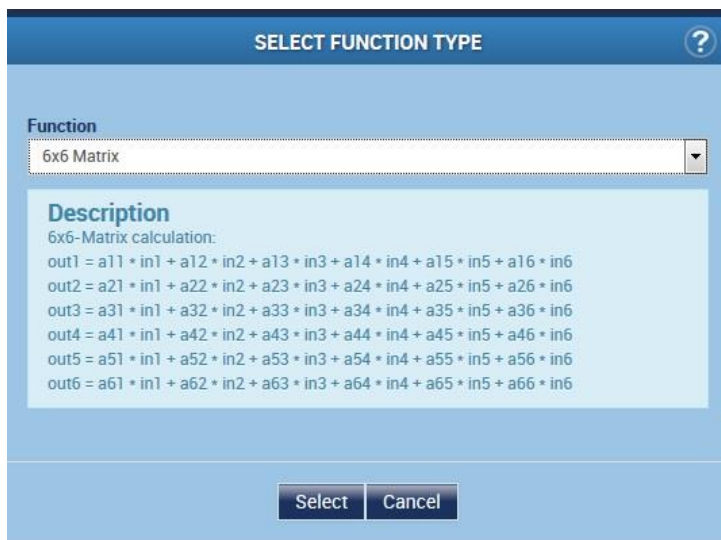 SELECT FUNCTION TYPE
?
Function
6x6 Matrix
Description
6x6-Matrix calculation:
out1 = a11 * in1 + a12 * in2 + a13 * in3 + a14 * in4 + a15 * in5 + a16 * in6
out2 = a21 * in1 + a22 * in2 + a23 * in3 + a24 * in4 + a25 * in5 + a26 * in6
out3 = a31 * in1 + a32 * in2 + a33 * in3 + a34 * in4 + a35 * in5 + a36 * in6
out4 = a41 * in1 + a42 * in2 + a43 * in3 + a44 * in4 + a45 * in5 + a46 * in6
out5 = a51 * in1 + a52 * in2 + a53 * in3 + a54 * in4 + a55 * in5 + a56 * in6
out6 = a61 * in1 + a62 * in2 + a63 * in3 + a64 * in4 + a65 * in5 + a66 * in6
Select Cancel